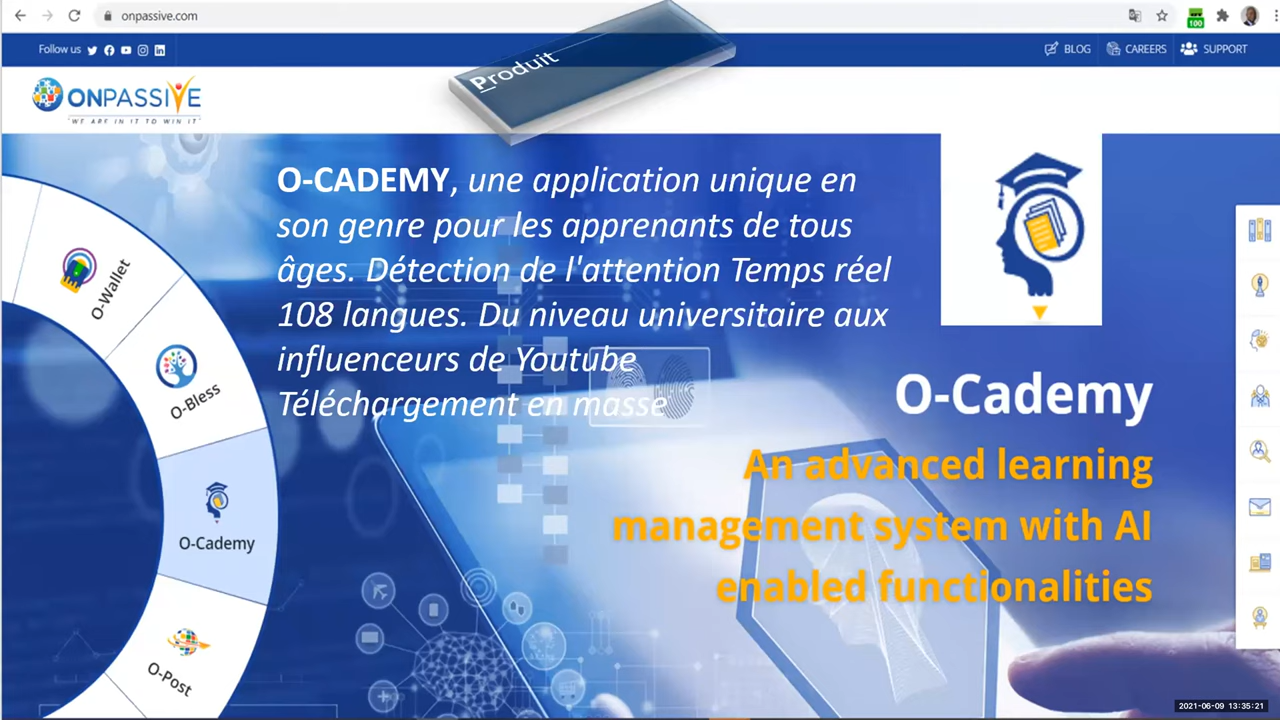 onpassive.com
100
Follow us
BLOG
CAREERS
SUPPORT
Produit
ONPASSIVE
"WE ARE IN IT TO WIN IT"
O-CADEMY, une application unique en
son genre pour les apprenants de tous
âges. Détection de l'attention Temps réel
108 langues. Du niveau universitaire aux
influenceurs de Youtube
Téléchargement en masse
O-Wallet
O-Bless
O-Cademy
O-Post
O-Cademy
An advanced learning
management system with AI
enabled functionalities
2021-06-09 13:35:21